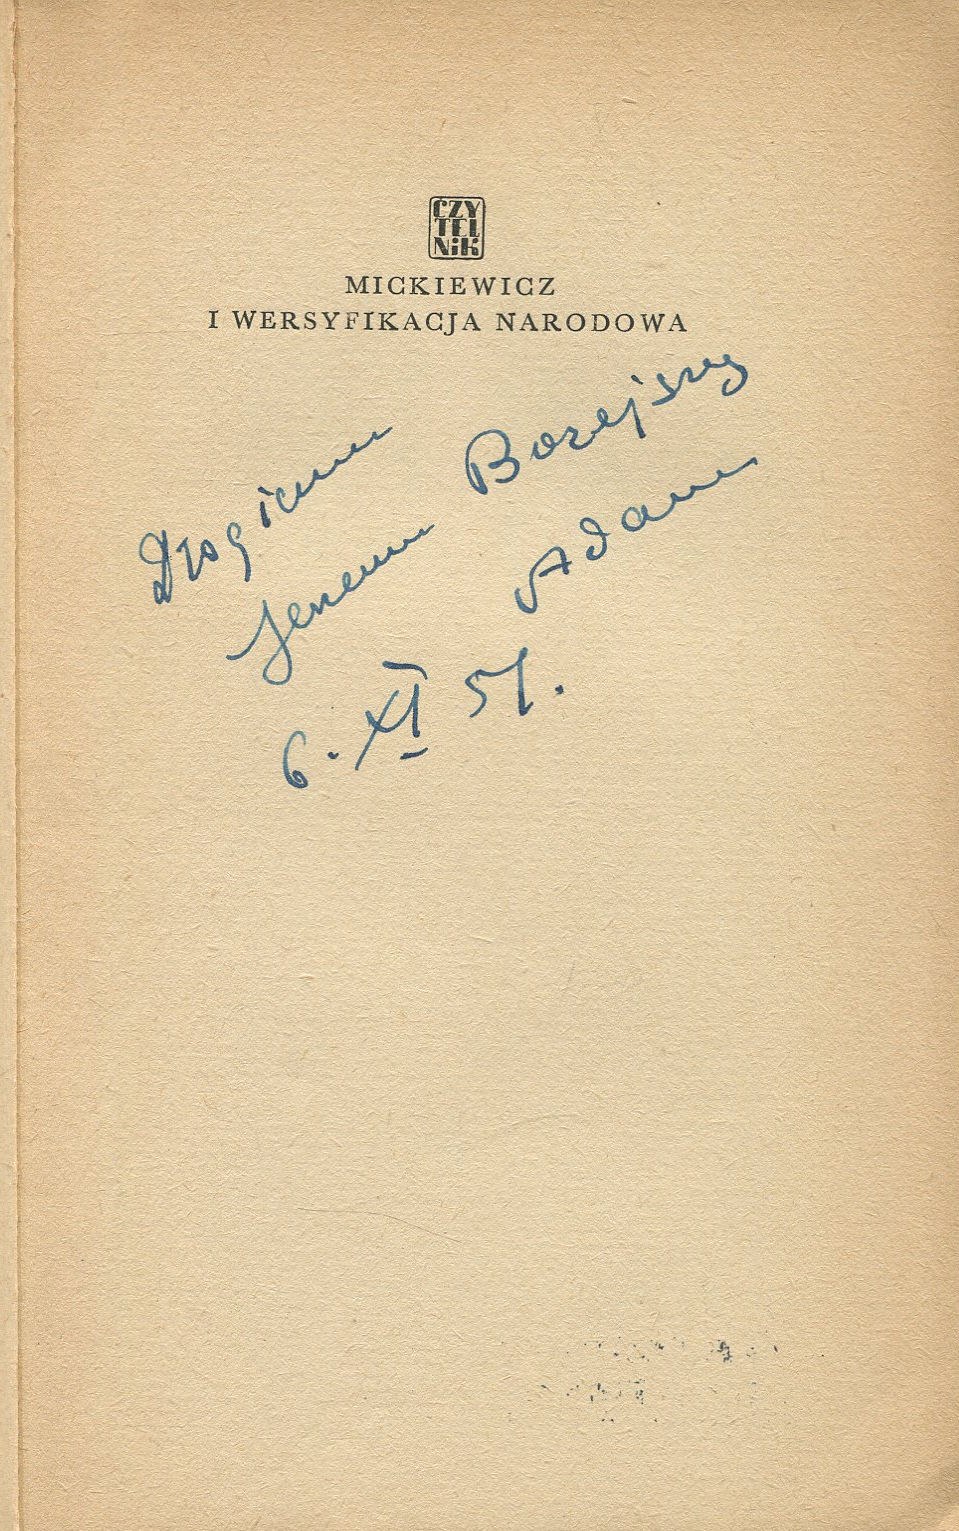 CZY
TEL
NiK
MICKIEWICZ
I WERSYFIKACJA NARODOWA
Drogiemu
Jerzemu Borejszy
Adam
6. XI 51.